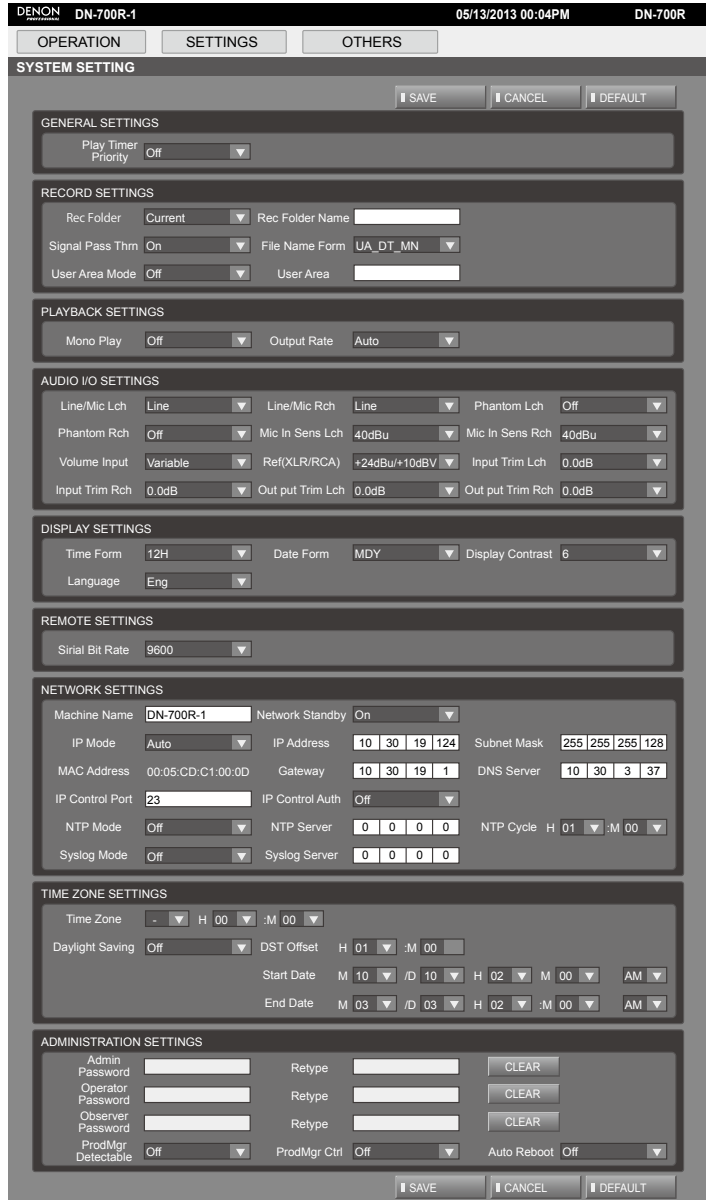 DENON PROFESSIONAL DN-700R-1 05/13/2013 00:04PM DN-700R
OPERATION SETTINGS OTHERS
SYSTEM SETTING
SAVE CANCEL DEFAULT
GENERAL SETTINGS
Play Timer Priority Off
RECORD SETTINGS
Rec Folder Current Rec Folder Name
Signal Pass Thrn On File Name Form UA_DT_MN
User Area Mode Off User Area
PLAYBACK SETTINGS
Mono Play Off Output Rate Auto
AUDIO I/O SETTINGS
Line/Mic Lch Line Line/Mic Rch Line Phantom Lch Off
Phantom Rch Off Mic In Sens Lch 40dBu Mic In Sens Rch 40dBu
Volume Input Variable Ref(XLR/RCA) +24dBu/+10dBV Input Trim Lch 0.0dB
Input Trim Rch 0.0dB Out put Trim Lch 0.0dB Out put Trim Rch 0.0dB
DISPLAY SETTINGS
Time Form 12H Date Form MDY Display Contrast 6
Language Eng
REMOTE SETTINGS
Sirial Bit Rate 9600
NETWORK SETTINGS
Machine Name DN-700R-1 Network Standby On
IP Mode Auto IP Address 10 30 19 124 Subnet Mask 255 255 255 128
MAC Address 00:05:CD:C1:00:0D Gateway 10 30 19 1 DNS Server 10 30 3 37
IP Control Port 23 IP Control Auth Off
NTP Mode Off NTP Server 0 0 0 0 NTP Cycle H 01 :M 00
Syslog Mode Off Syslog Server 0 0 0 0
TIME ZONE SETTINGS
Time Zone - H 00 :M 00
Daylight Saving Off DST Offset H 01 :M 00
Start Date M 10 /D 10 H 02 M 00 AM
End Date M 03 /D 03 H 02 :M 00 AM
ADMINISTRATION SETTINGS
Admin Password Retype CLEAR
Operator Password Retype CLEAR
Observer Password Retype CLEAR
ProdMgr Detectable Off ProdMgr Ctrl Off Auto Reboot Off
SAVE CANCEL DEFAULT